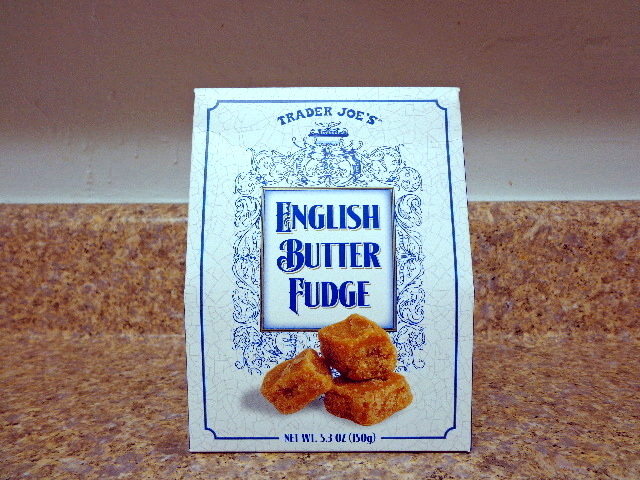 TRADER JOE'S
ENGLISH
BUTTER
FUDGE
NET WT. 5.3 OZ (150g)